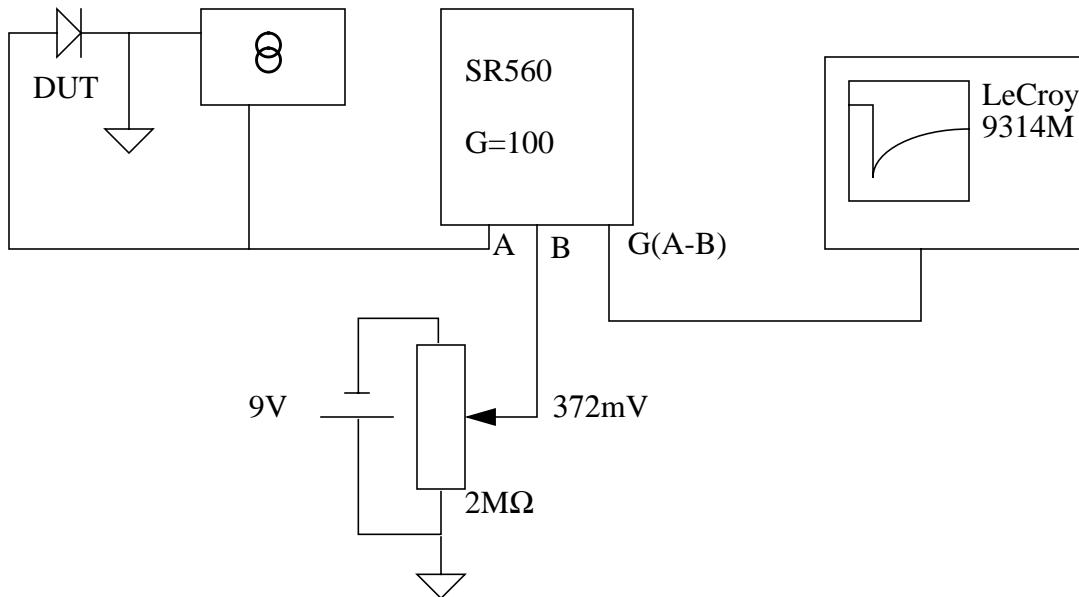 DUT
SR560
G=100
LeCroy
9314M
A
B
G(A-B)
9V
372mV
2MΩ